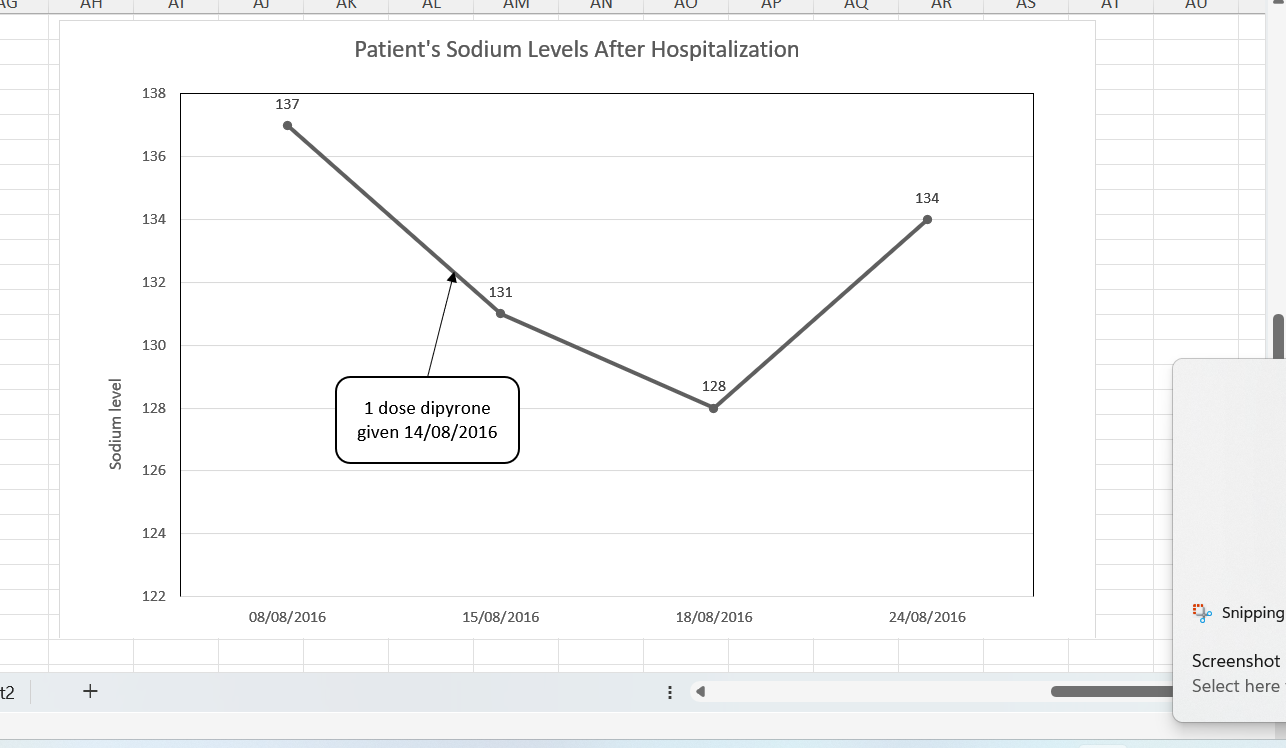 AG AH AI AJ AK AL AM AN AO AP AQ AR AS AT AU
Patient's Sodium Levels After Hospitalization
138
137
136
134
134
132
131
130
128
128
1 dose dipyrone
given 14/08/2016
Sodium level
126
124
122
08/08/2016 15/08/2016 18/08/2016 24/08/2016
Snipping
Screenshot
Select here
t2